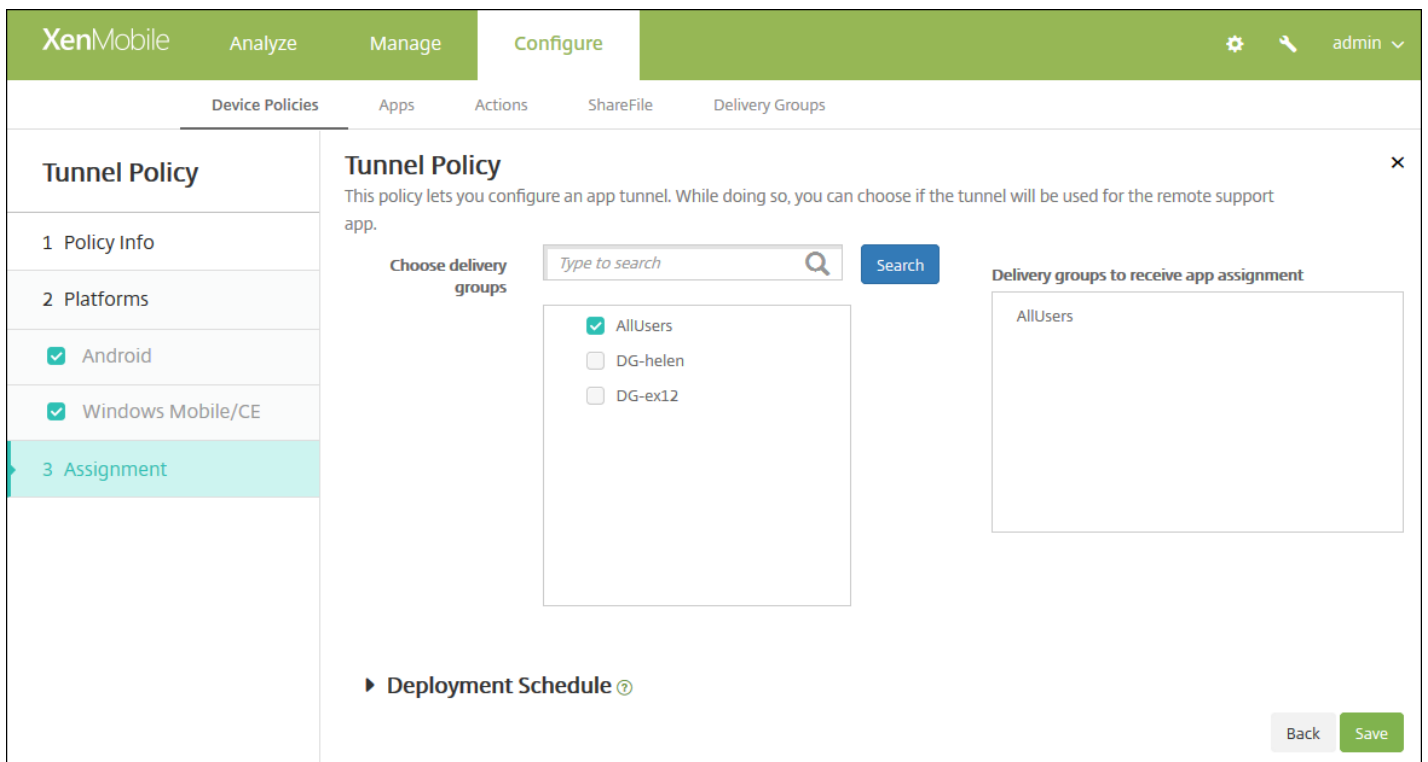 XenMobile Analyze Manage Configure admin
Device Policies Apps Actions ShareFile Delivery Groups
Tunnel Policy
1 Policy Info
2 Platforms
Android
Windows Mobile/CE
3 Assignment
Tunnel Policy
This policy lets you configure an app tunnel. While doing so, you can choose if the tunnel will be used for the remote support
app.
Choose delivery
groups
Type to search
Search
AllUsers
DG-helen
DG-ex12
Delivery groups to receive app assignment
AllUsers
Deployment Schedule ?
Back Save